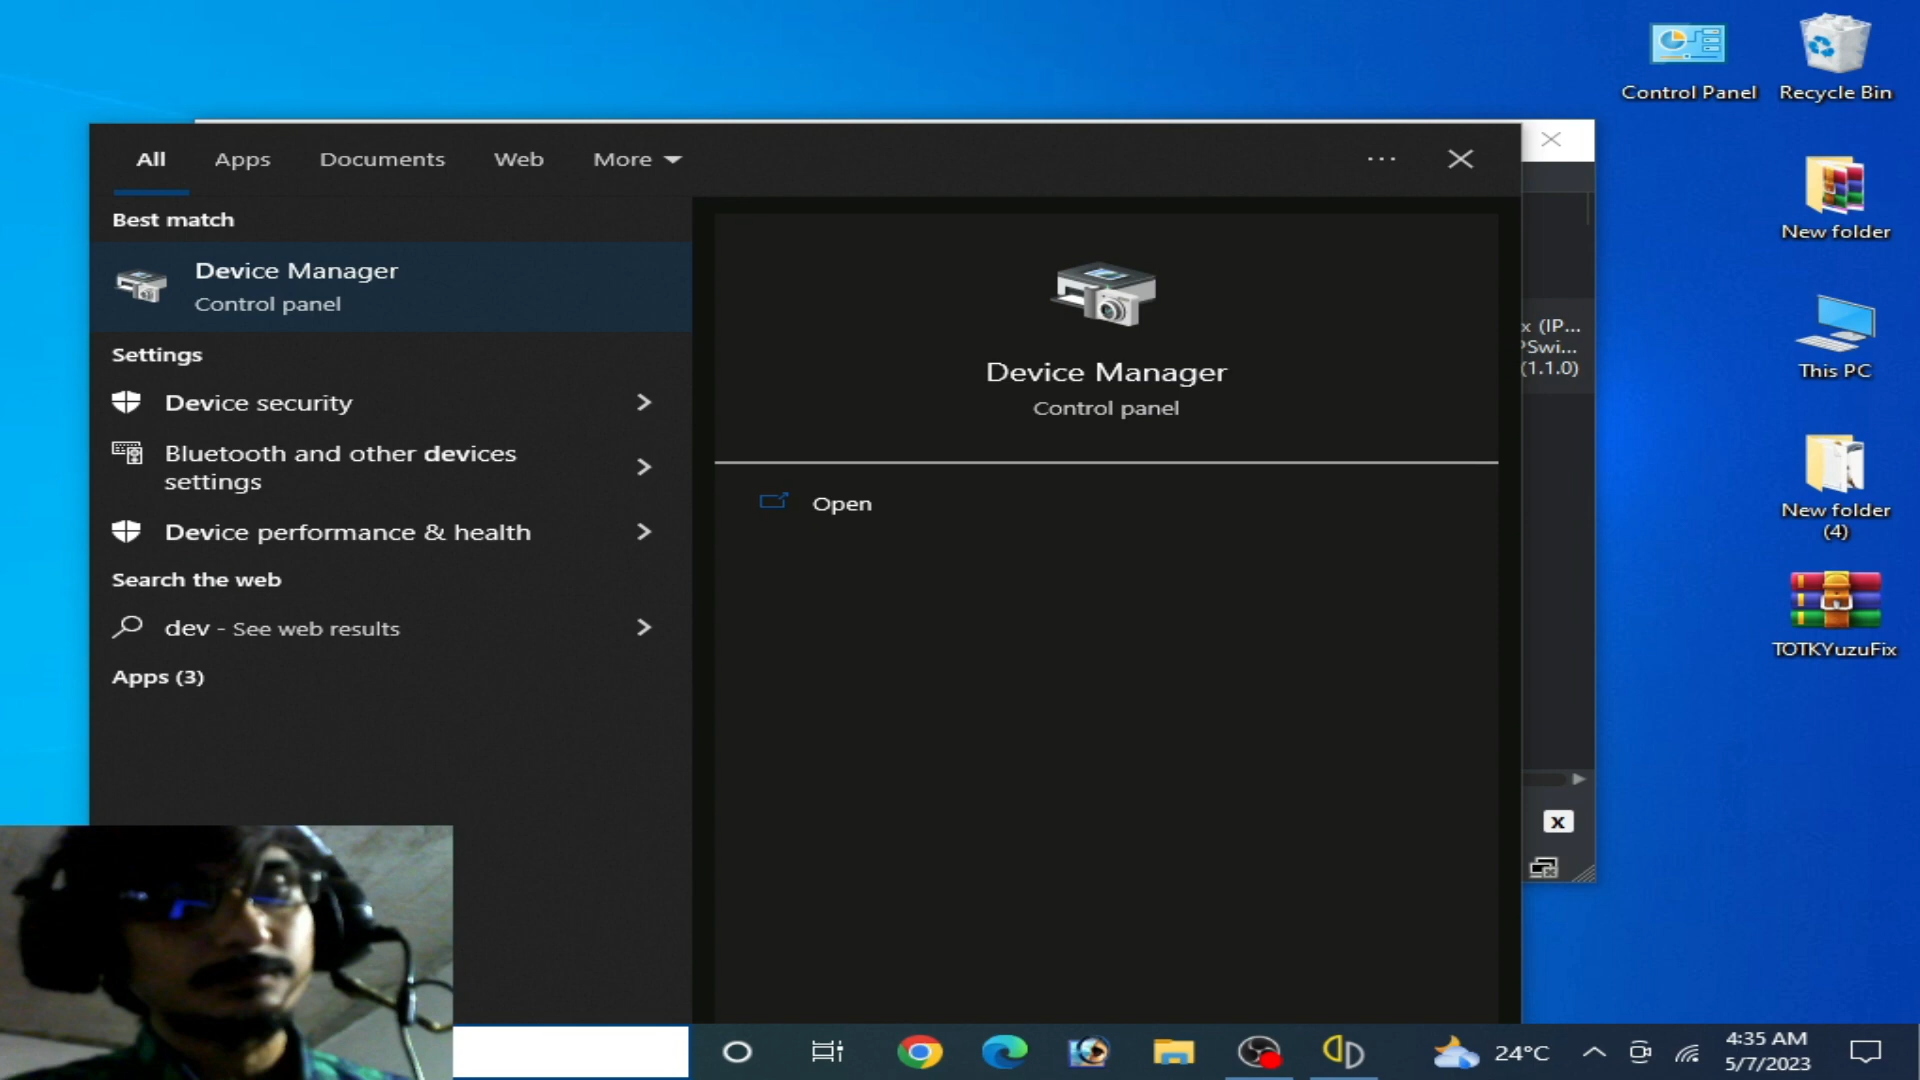 Control Panel
Recycle Bin
All
Apps
Documents
Web
More
Best match
Device Manager
Control panel
Settings
Device security
Bluetooth and other devices
settings
Device performance & health
Search the web
dev - See web results
Apps (3)
Device Manager
Control panel
Open
x (IP...
PSwi...
(1.1.0)
New folder
This PC
New folder
(4)
TOTKYuzuFix
24°C
4:35 AM
5/7/2023